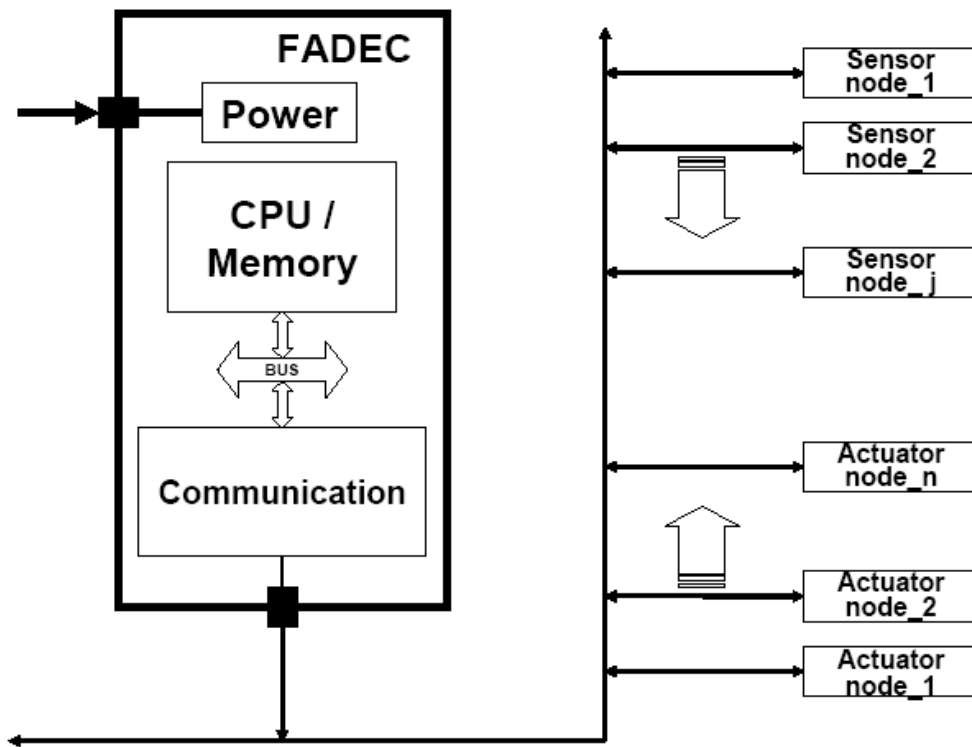 FADEC
Power
CPU /
Memory
BUS
Communication
Sensor
node_1
Sensor
node_2
Sensor
node_j
Actuator
node_n
Actuator
node_2
Actuator
node_1